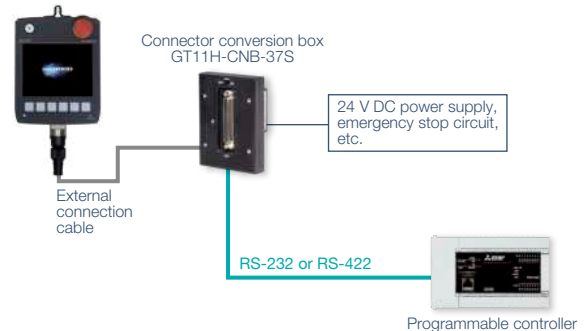 Connector conversion box
GT11H-CNB-37S
24 V DC power supply,
emergency stop circuit,
etc.
External
connection
cable
RS-232 or RS-422
Programmable controller